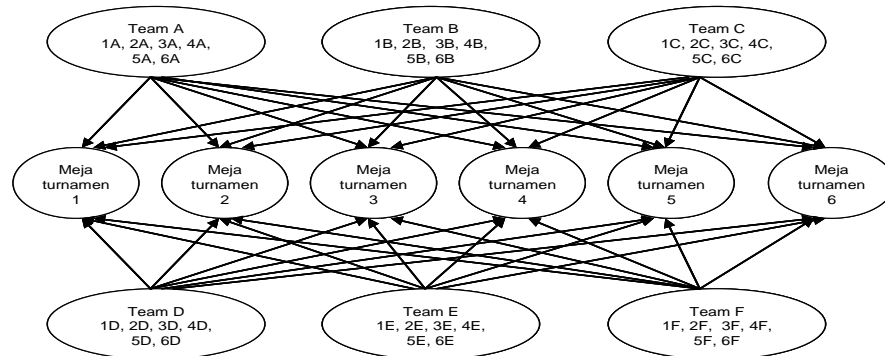 Team A
1A, 2A, 3A, 4A,
5A, 6A
Team B
1B, 2B, 3B, 4B,
5B, 6B
Team C
1C, 2C, 3C, 4C,
5C, 6C
Meja
turnamen
1
Meja
turnamen
2
Meja
turnamen
3
Meja
turnamen
4
Meja
turnamen
5
Meja
turnamen
6
Team D
1D, 2D, 3D, 4D,
5D, 6D
Team E
1E, 2E, 3E, 4E,
5E, 6E
Team F
1F, 2F, 3F, 4F,
5F, 6F